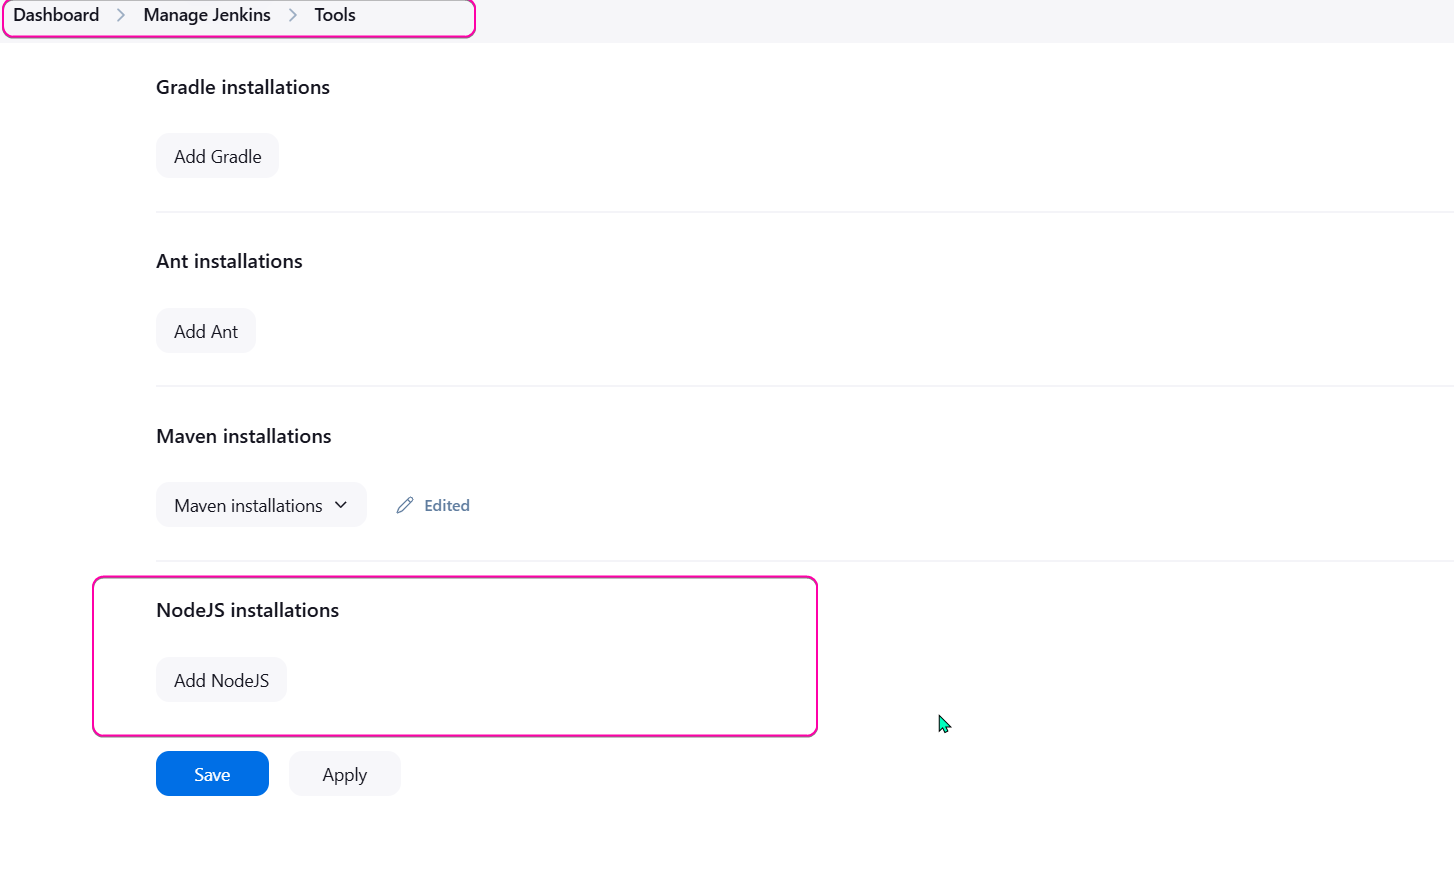 Dashboard > Manage Jenkins > Tools
Gradle installations
Add Gradle
Ant installations
Add Ant
Maven installations
Maven installations Edited
NodeJS installations
Add NodeJS
Save Apply